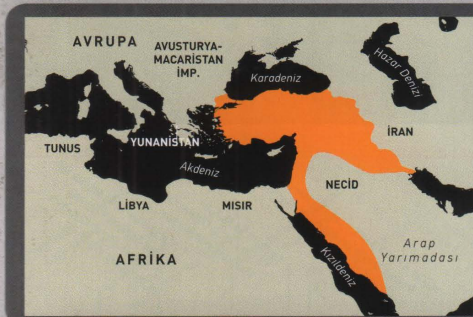 AVRUPA
AVUSTURYA-
MACARİSTAN
İMP.
Karadeniz
Hazar Denizi
TUNUS
YUNANİSTAN
İRAN
Akdeniz
NECİD
LİBYA
MISIR
AFRİKA
Kızıldeniz
Arap
Yarımadası